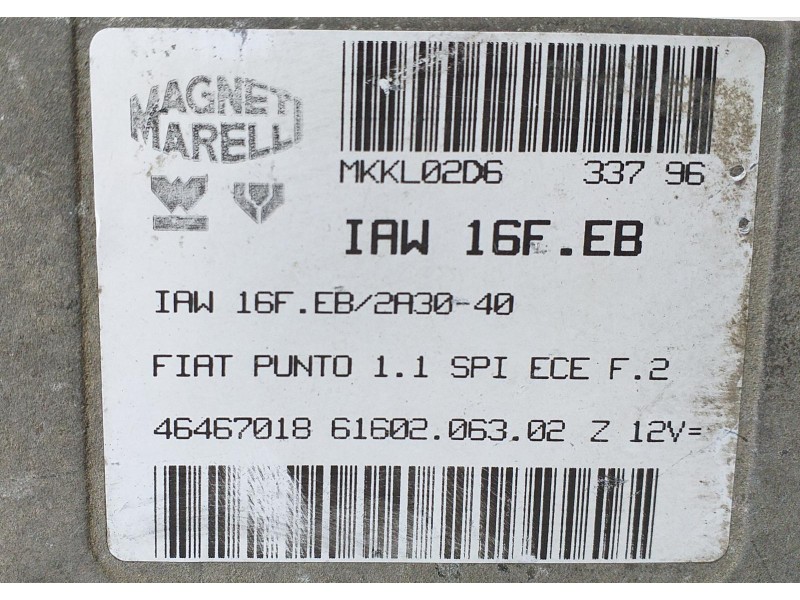 MAGNETI
MARELLI
MKKL02D6 337 96
IAW 16F.EB
IAW 16F.EB/2A30-40
FIAT PUNTO 1.1 SPI ECE F.2
46467018 61602.063.02 Z 12V=